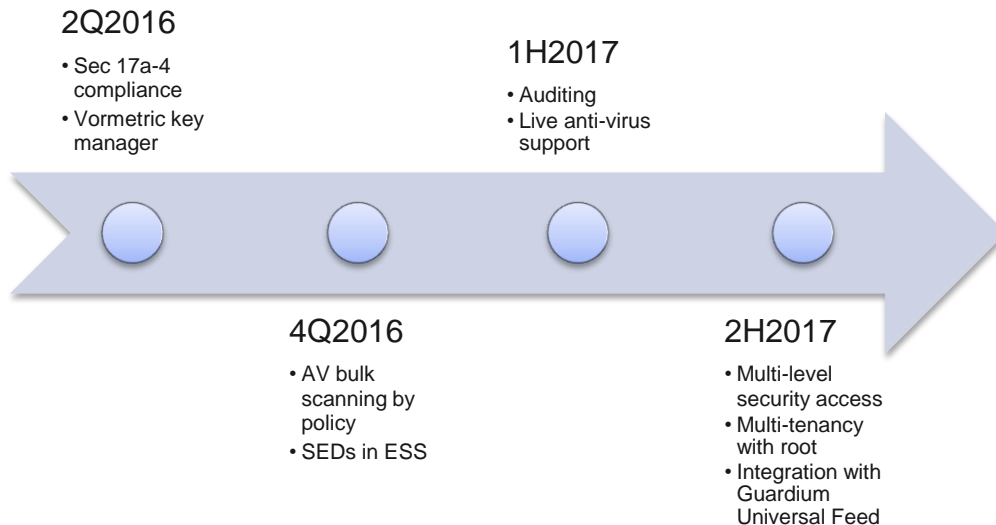 2Q2016
• Sec 17a-4
compliance
• Vormetric key
manager
4Q2016
• AV bulk
scanning by
policy
• SEDs in ESS
1H2017
• Auditing
• Live anti-virus
support
2H2017
• Multi-level
security access
• Multi-tenancy
with root
• Integration with
Guardium
Universal Feed